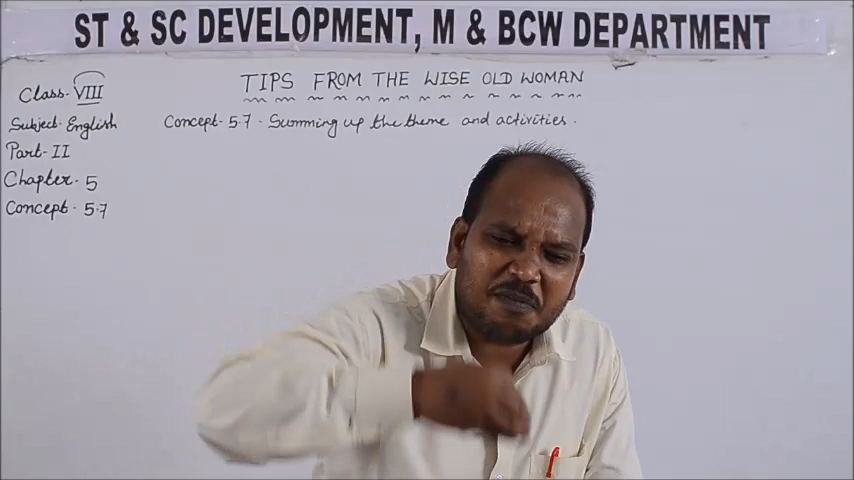 ST & SC DEVELOPMENT, M & BCW DEPARTMENT
TIPS FROM THE WISE OLD WOMAN
Class- VIII
Subject- English
Concept- 5.7 - Summing up the theme and activities.
Part- II
Chapter- 5
Concept - 5.7